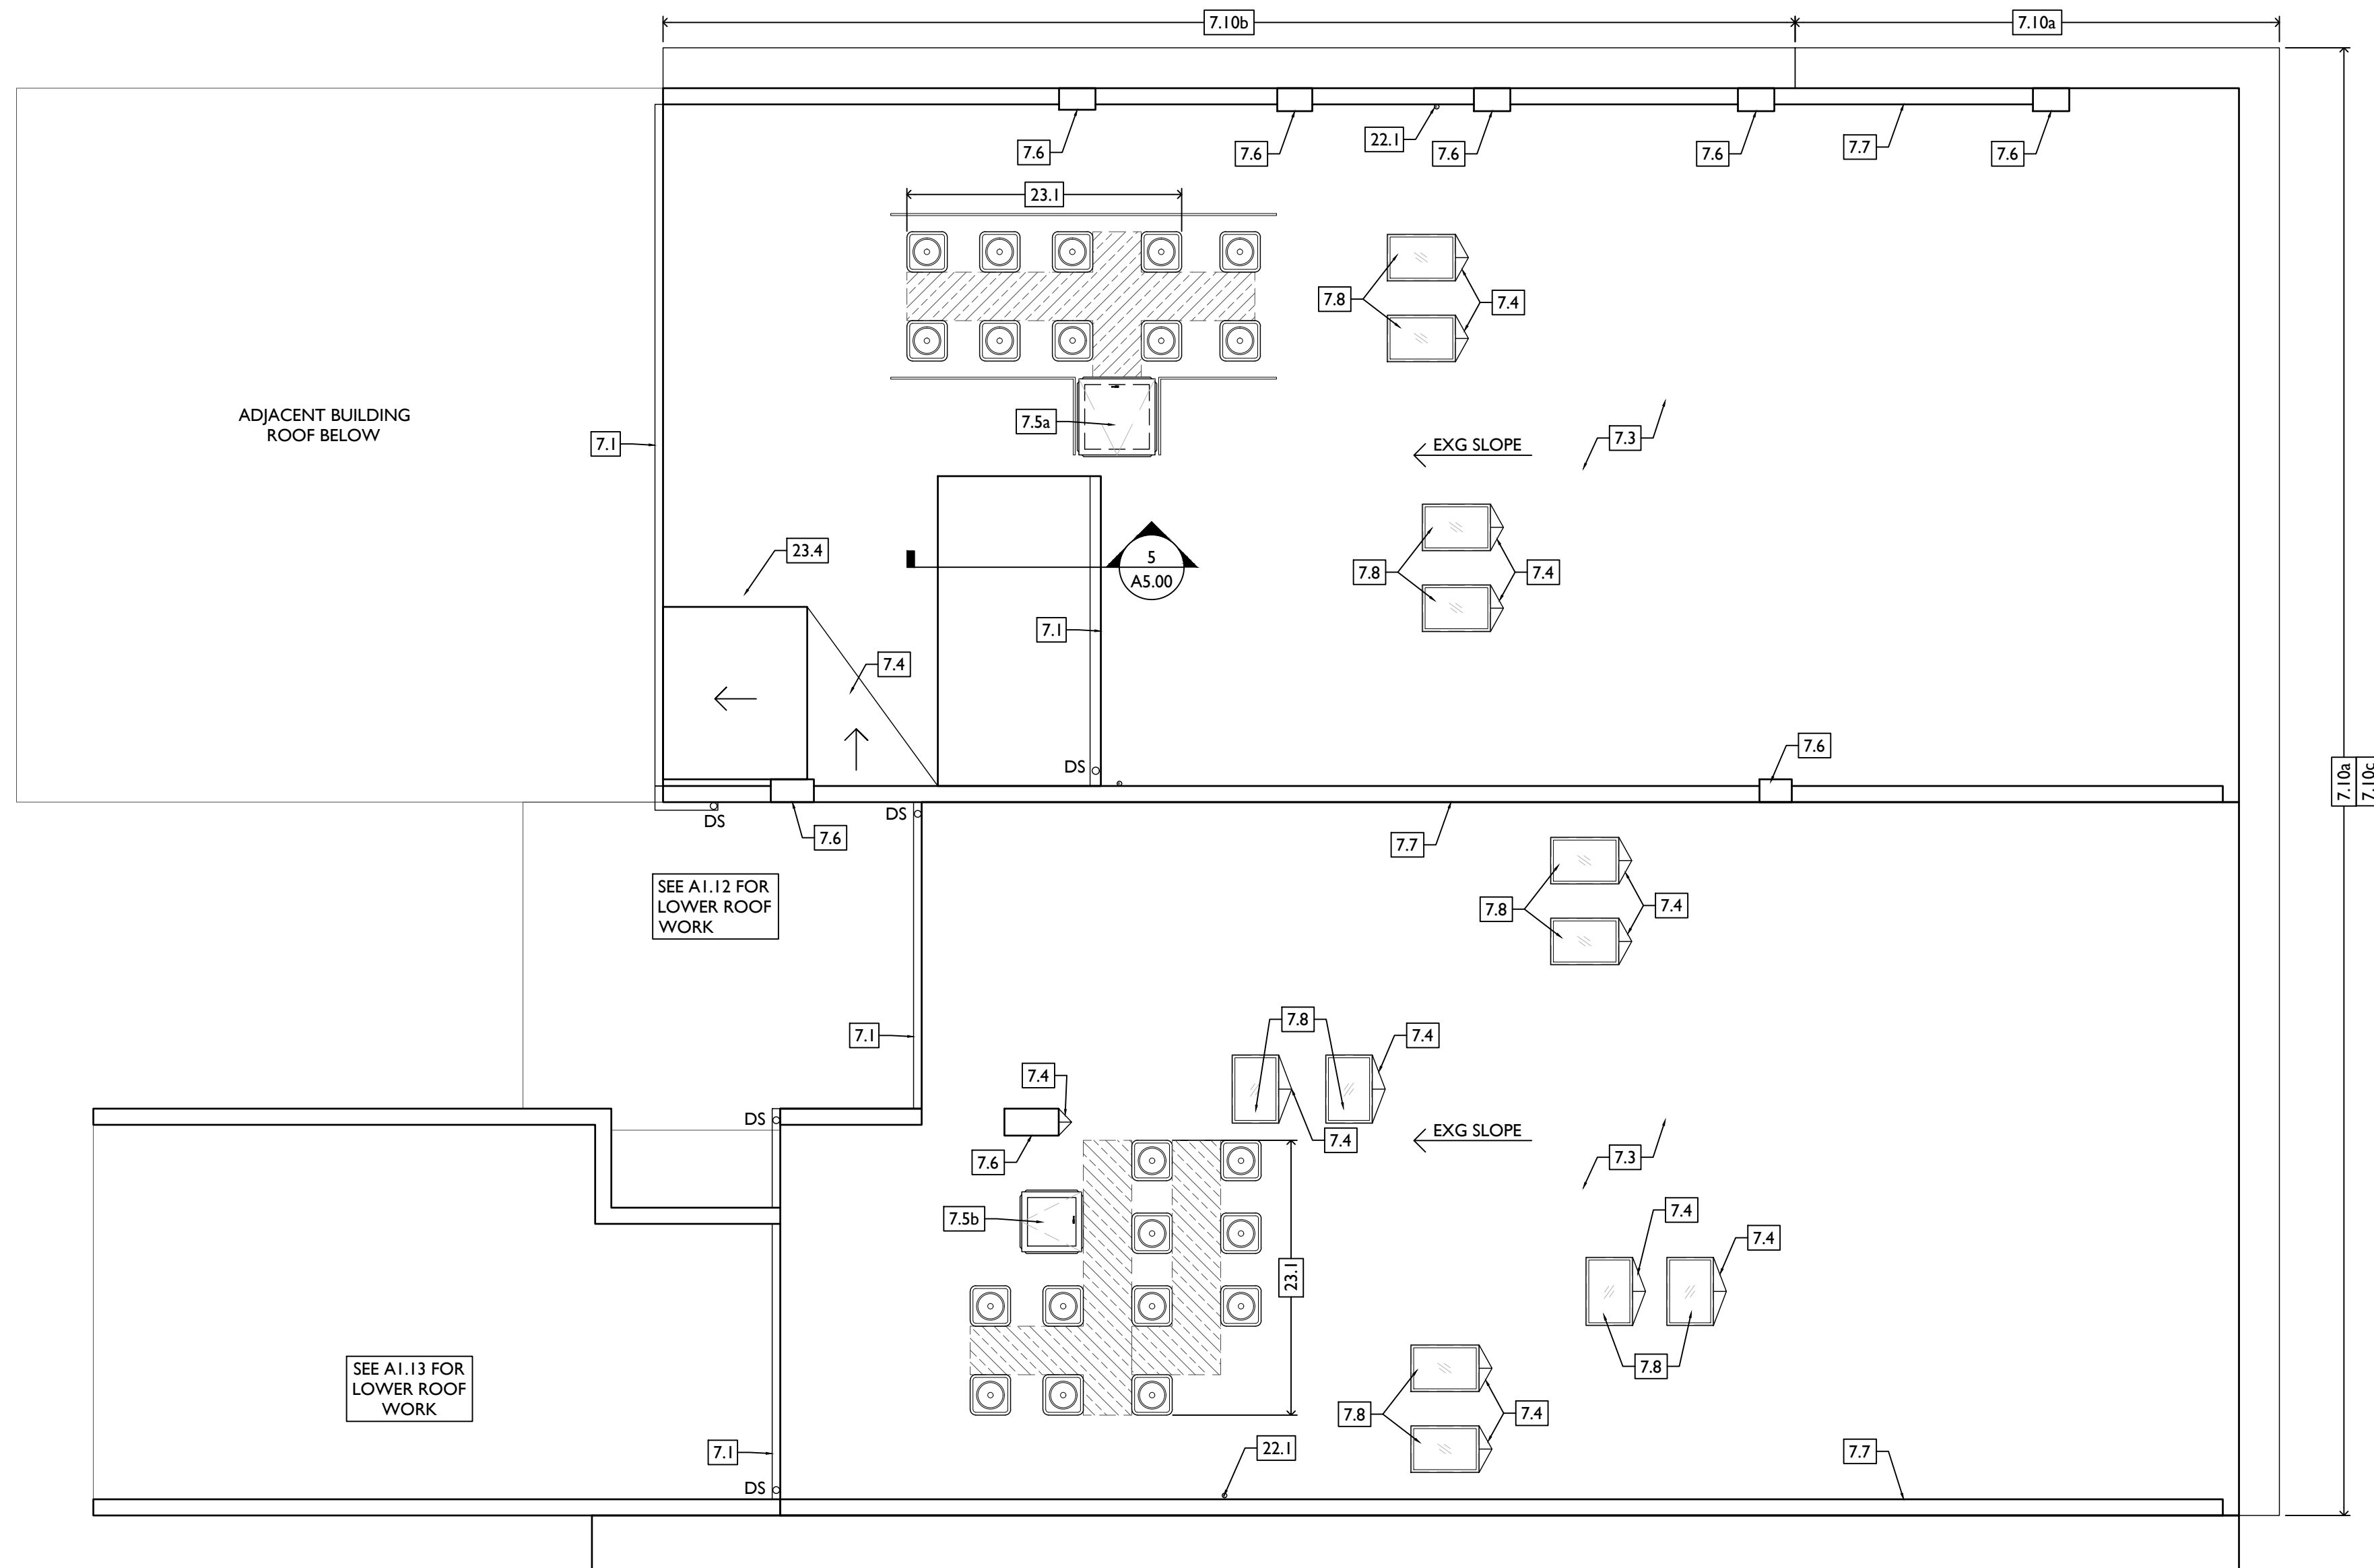 7.10b
7.10a
7.6
7.6
22.1
7.6
7.6
7.7
7.6
23.1
7.8
7.4
ADJACENT BUILDING
ROOF BELOW
7.1
7.5a
EXG SLOPE
7.3
23.4
5
A5.00
7.8
7.4
7.1
7.4
DS
7.6
7.10a
7.10c
DS
DS
7.6
7.7
SEE A1.12 FOR
LOWER ROOF
WORK
7.8
7.4
7.1
7.8
7.4
7.4
DS
7.6
7.4
EXG SLOPE
7.3
7.5b
7.4
7.4
23.1
7.8
SEE A1.13 FOR
LOWER ROOF
WORK
7.8
7.4
7.1
22.1
7.7
DS